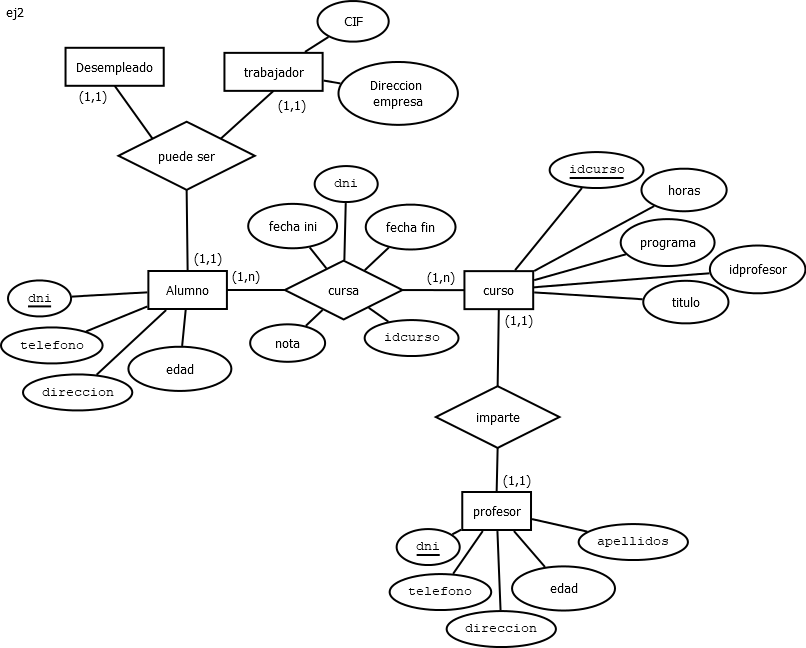 ej2
CIF
Desempleado
trabajador
Direccion
empresa
(1,1)
(1,1)
puede ser
dni
idcurso
horas
fecha ini
fecha fin
programa
(1,1)
(1,n)
(1,n)
idprofesor
dni
Alumno
cursa
curso
titulo
telefono
nota
idcurso
(1,1)
edad
direccion
imparte
(1,1)
profesor
dni
apellidos
telefono
edad
direccion